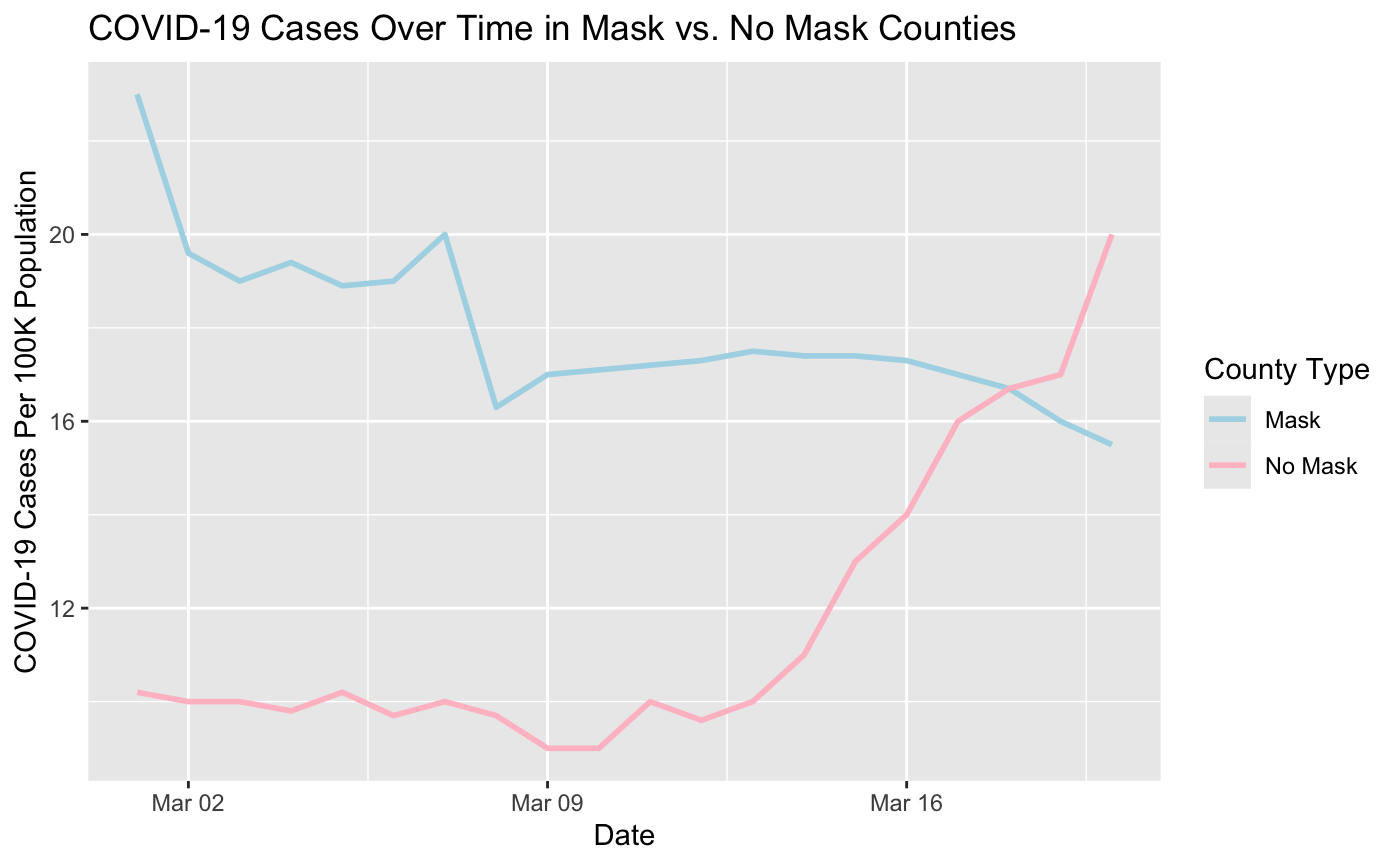 COVID-19 Cases Over Time in Mask vs. No Mask Counties
COVID-19 Cases Per 100K Population
20
16
12
Mar 02
Mar 09
Mar 16
Date
County Type
Mask
No Mask